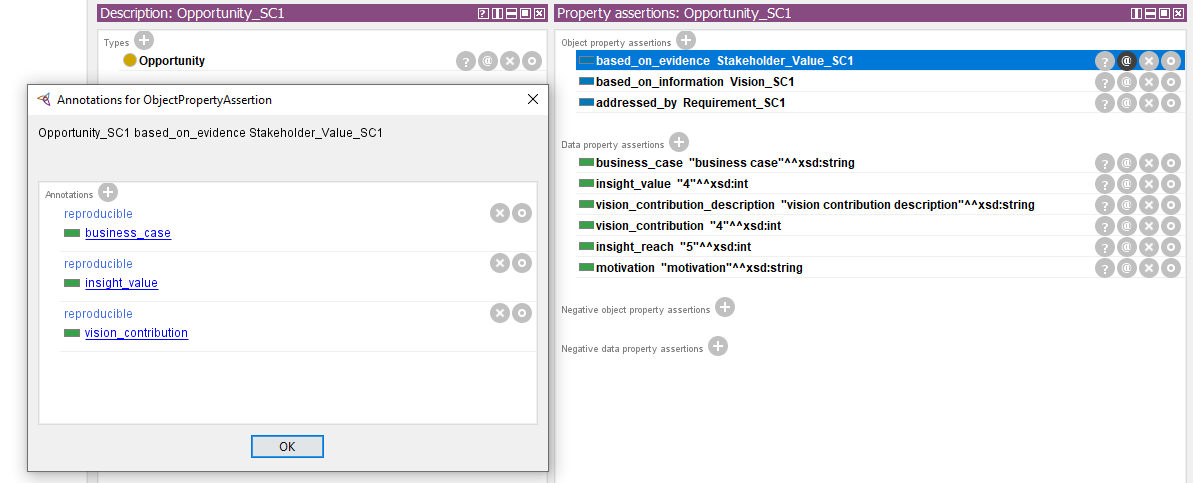 Description: Opportunity_SC1
Types
Opportunity
Annotations for ObjectPropertyAssertion
Opportunity_SC1 based_on_evidence Stakeholder_Value_SC1
Annotations
reproducible
business_case
reproducible
insight_value
reproducible
vision_contribution
OK
Property assertions: Opportunity_SC1
Object property assertions
based_on_evidence Stakeholder_Value_SC1
based_on_information Vision_SC1
addressed_by Requirement_SC1
Data property assertions
business_case "business case"^^xsd:string
insight_value "4"^^xsd:int
vision_contribution_description "vision contribution description"^^xsd:string
vision_contribution "4"^^xsd:int
insight_reach "5"^^xsd:int
motivation "motivation"^^xsd:string
Negative object property assertions
Negative data property assertions